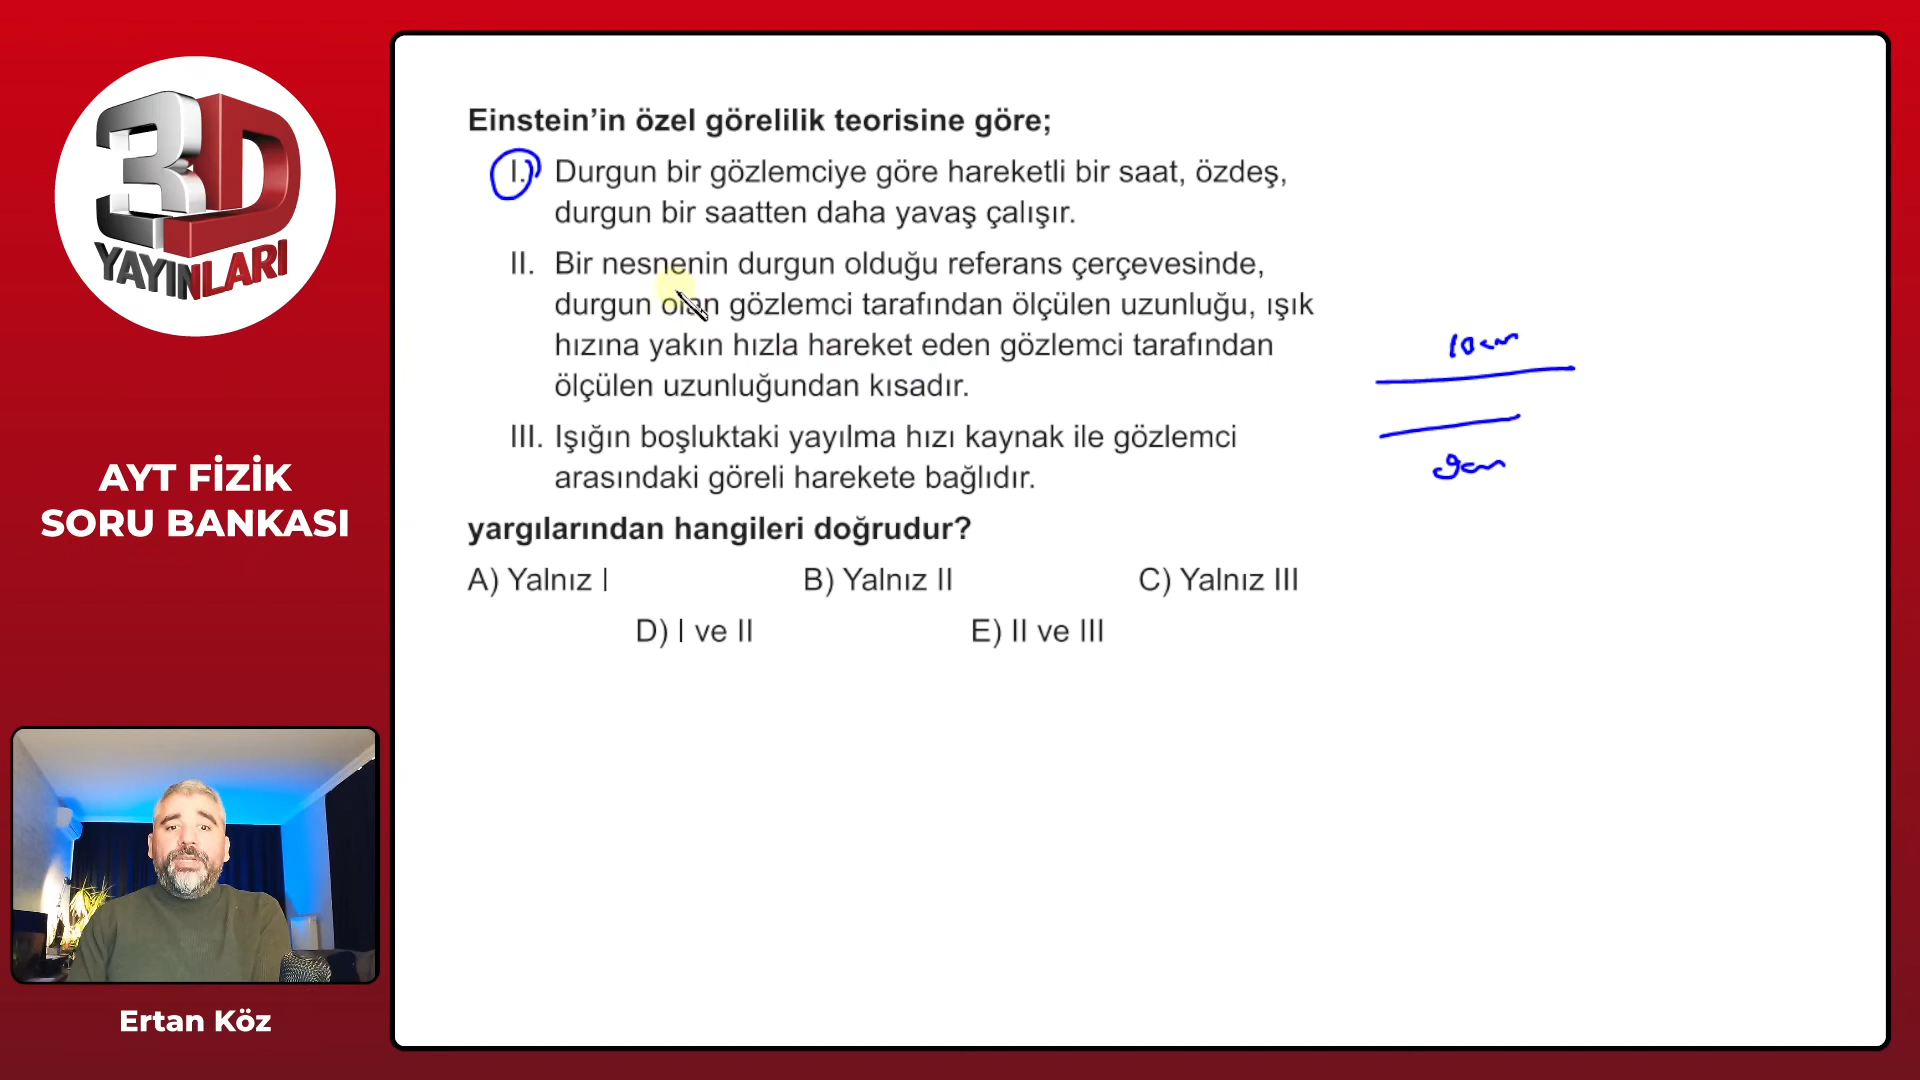 3D
YAYINLARI
AYT FİZİK
SORU BANKASI
Ertan Köz
Einstein’in özel görelilik teorisine göre;
I. Durgun bir gözlemciye göre hareketli bir saat, özdeş,
durgun bir saatten daha yavaş çalışır.
II. Bir nesnenin durgun olduğu referans çerçevesinde,
durgun olan gözlemci tarafından ölçülen uzunluğu, ışık
hızına yakın hızla hareket eden gözlemci tarafından
ölçülen uzunluğundan kısadır.
III. Işığın boşluktaki yayılma hızı kaynak ile gözlemci
arasındaki göreli harekete bağlıdır.
yargılarından hangileri doğrudur?
A) Yalnız I B) Yalnız II C) Yalnız III
D) I ve II E) II ve III
10cm
9cm